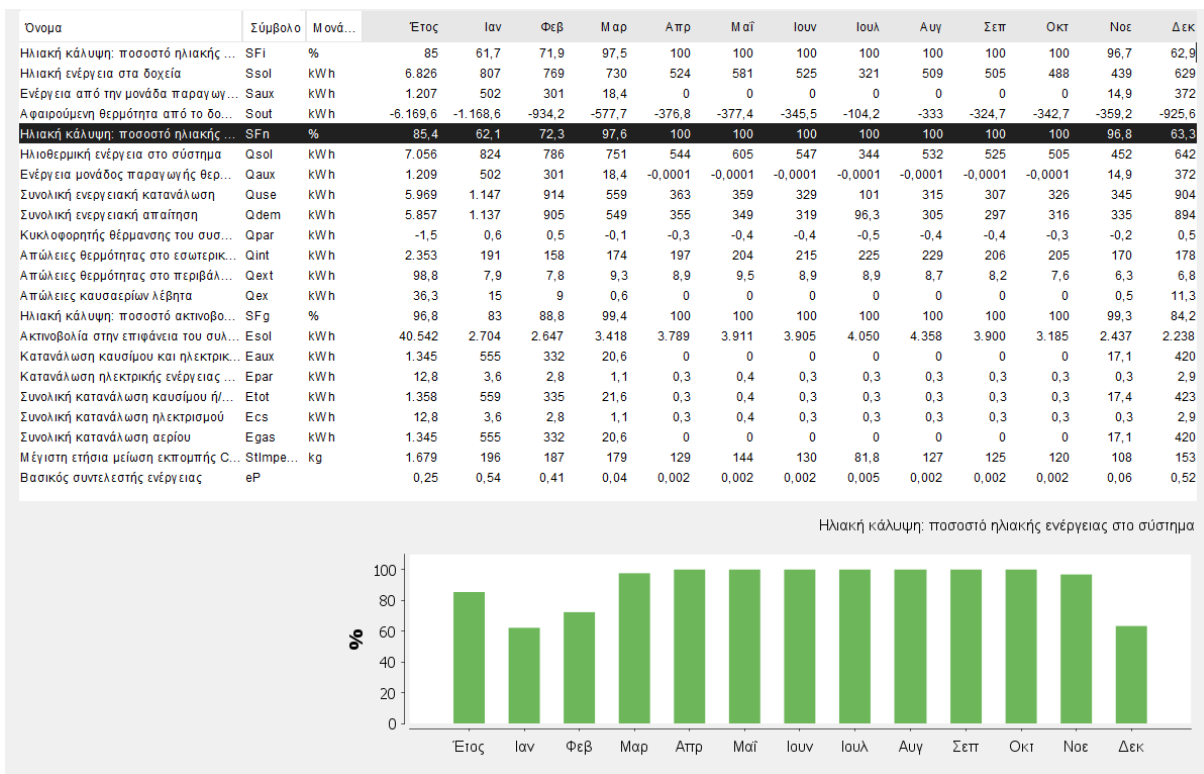 Όνομα Σύμβολο Μονά... Έτος Ιαν Φεβ Μαρ Απρ Μαΐ Ιουν Ιουλ Αυγ Σεπ Οκτ Νοε Δεκ
Ηλιακή κάλυψη: ποσοστό ηλιακής ... SFi % 85 61,7 71,9 97,5 100 100 100 100 100 100 100 96,7 62,9
Ηλιακή ενέργεια στα δοχεία Ssol kWh 6.826 807 769 730 524 581 525 321 509 505 488 439 629
Ενέργεια από την μονάδα παραγωγ... Saux kWh 1.207 502 301 18,4 0 0 0 0 0 0 0 14,9 372
Αφαιρούμενη θερμότητα από το δο... Sout kWh -6.169,6 -1.168,6 -934,2 -577,7 -376,8 -377,4 -345,5 -104,2 -333 -324,7 -342,7 -359,2 -925,6
Ηλιακή κάλυψη: ποσοστό ηλιακής ... SFn % 85,4 62,1 72,3 97,6 100 100 100 100 100 100 100 96,8 63,3
Ηλιοθερμική ενέργεια στο σύστημα Qsol kWh 7.056 824 786 751 544 605 547 344 532 525 505 452 642
Ενέργεια μονάδος παραγωγής θερ... Qaux kWh 1.209 502 301 18,4 -0,0001 -0,0001 -0,0001 -0,0001 -0,0001 -0,0001 -0,0001 14,9 372
Συνολική ενεργειακή κατανάλωση Quse kWh 5.969 1.147 914 559 363 359 329 101 315 307 326 345 904
Συνολική ενεργειακή απαίτηση Qdem kWh 5.857 1.137 905 549 355 349 319 96,3 305 297 316 335 894
Κυκλοφορητής θέρμανσης του συσ... Qpar kWh -1,5 0,6 0,5 -0,1 -0,3 -0,4 -0,4 -0,5 -0,4 -0,4 -0,3 -0,2 0,5
Απώλειες θερμότητας στο εσωτερικ... Qint kWh 2.353 191 158 174 197 204 215 225 229 206 205 170 178
Απώλειες θερμότητας στο περιβάλ... Qext kWh 98,8 7,9 7,8 9,3 8,9 9,5 8,9 8,9 8,7 8,2 7,6 6,3 6,8
Απώλειες καυσαερίων λέβητα Qex kWh 36,3 15 9 0,6 0 0 0 0 0 0 0 0,5 11,3
Ηλιακή κάλυψη: ποσοστό ακτινοβο... SFg % 96,8 83 88,8 99,4 100 100 100 100 100 100 100 99,3 84,2
Ακτινοβολία στην επιφάνεια του συλ... Esol kWh 40.542 2.704 2.647 3.418 3.789 3.911 3.905 4.050 4.358 3.900 3.185 2.437 2.238
Κατανάλωση καυσίμου και ηλεκτρικ... Eaux kWh 1.345 555 332 20,6 0 0 0 0 0 0 0 17,1 420
Κατανάλωση ηλεκτρικής ενέργειας ... Epar kWh 12,8 3,6 2,8 1,1 0,3 0,4 0,3 0,3 0,3 0,3 0,3 0,3 2,9
Συνολική κατανάλωση καυσίμου ή/... Etot kWh 1.358 559 335 21,6 0,3 0,4 0,3 0,3 0,3 0,3 0,3 17,4 423
Συνολική κατανάλωση ηλεκτρισμού Ecs kWh 12,8 3,6 2,8 1,1 0,3 0,4 0,3 0,3 0,3 0,3 0,3 0,3 2,9
Συνολική κατανάλωση αερίου Egas kWh 1.345 555 332 20,6 0 0 0 0 0 0 0 17,1 420
Μέγιστη ετήσια μείωση εκπομπής C... StImpe... kg 1.679 196 187 179 129 144 130 81,8 127 125 120 108 153
Βασικός συντελεστής ενέργειας eP 0,25 0,54 0,41 0,04 0,002 0,002 0,002 0,005 0,002 0,002 0,002 0,06 0,52
Ηλιακή κάλυψη: ποσοστό ηλιακής ενέργειας στο σύστημα
100
80
60
40
20
0
%
Έτος Ιαν Φεβ Μαρ Απρ Μαΐ Ιουν Ιουλ Αυγ Σεπ Οκτ Νοε Δεκ